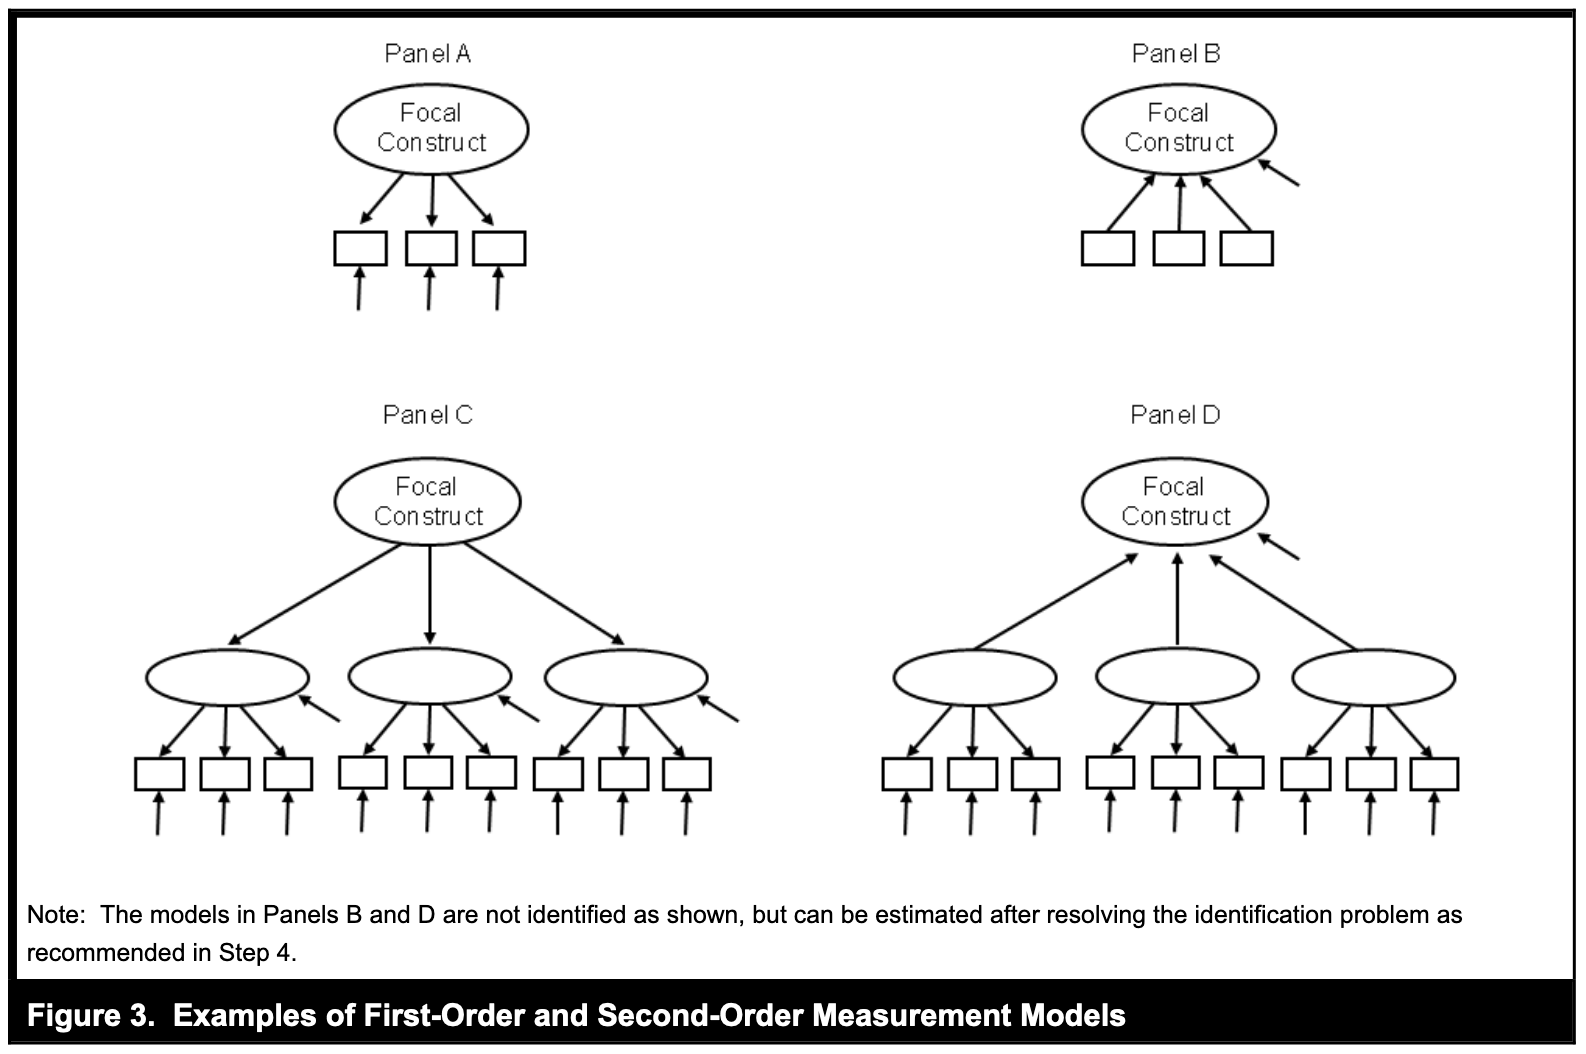 Panel A
Panel B
Focal
Construct
Focal
Construct
Panel C
Panel D
Focal
Construct
Focal
Construct
Note: The models in Panels B and D are not identified as shown, but can be estimated after resolving the identification problem as
recommended in Step 4.
Figure 3. Examples of First-Order and Second-Order Measurement Models